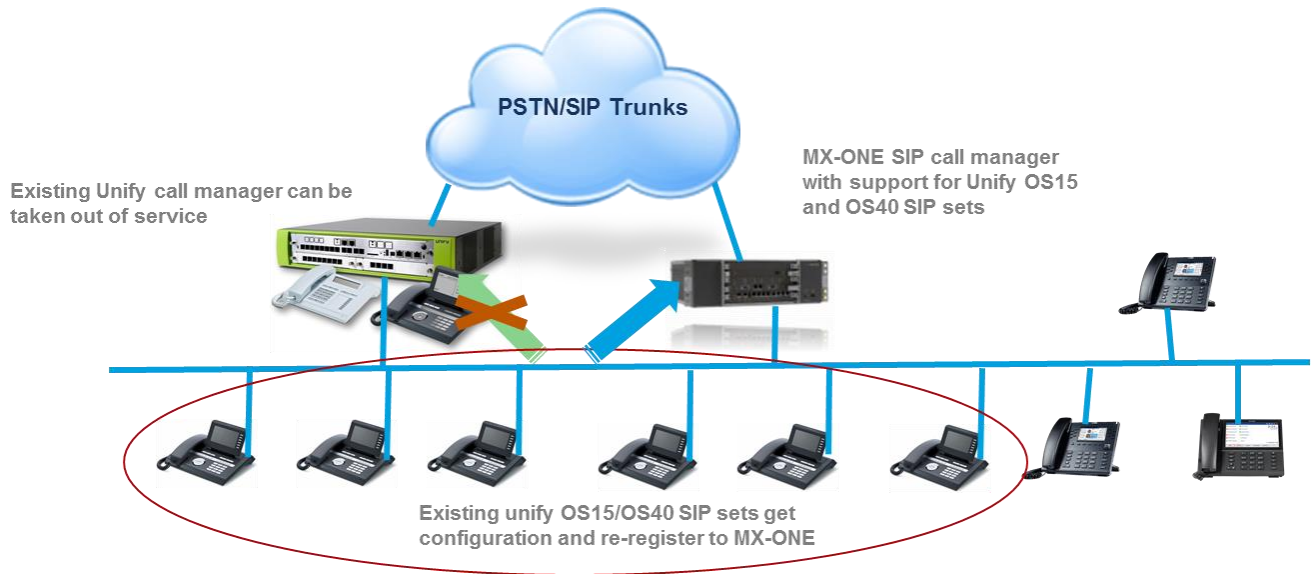 PSTN/SIP Trunks
Existing Unify call manager can be
taken out of service
MX-ONE SIP call manager
with support for Unify OS15
and OS40 SIP sets
Existing unify OS15/OS40 SIP sets get
configuration and re-register to MX-ONE